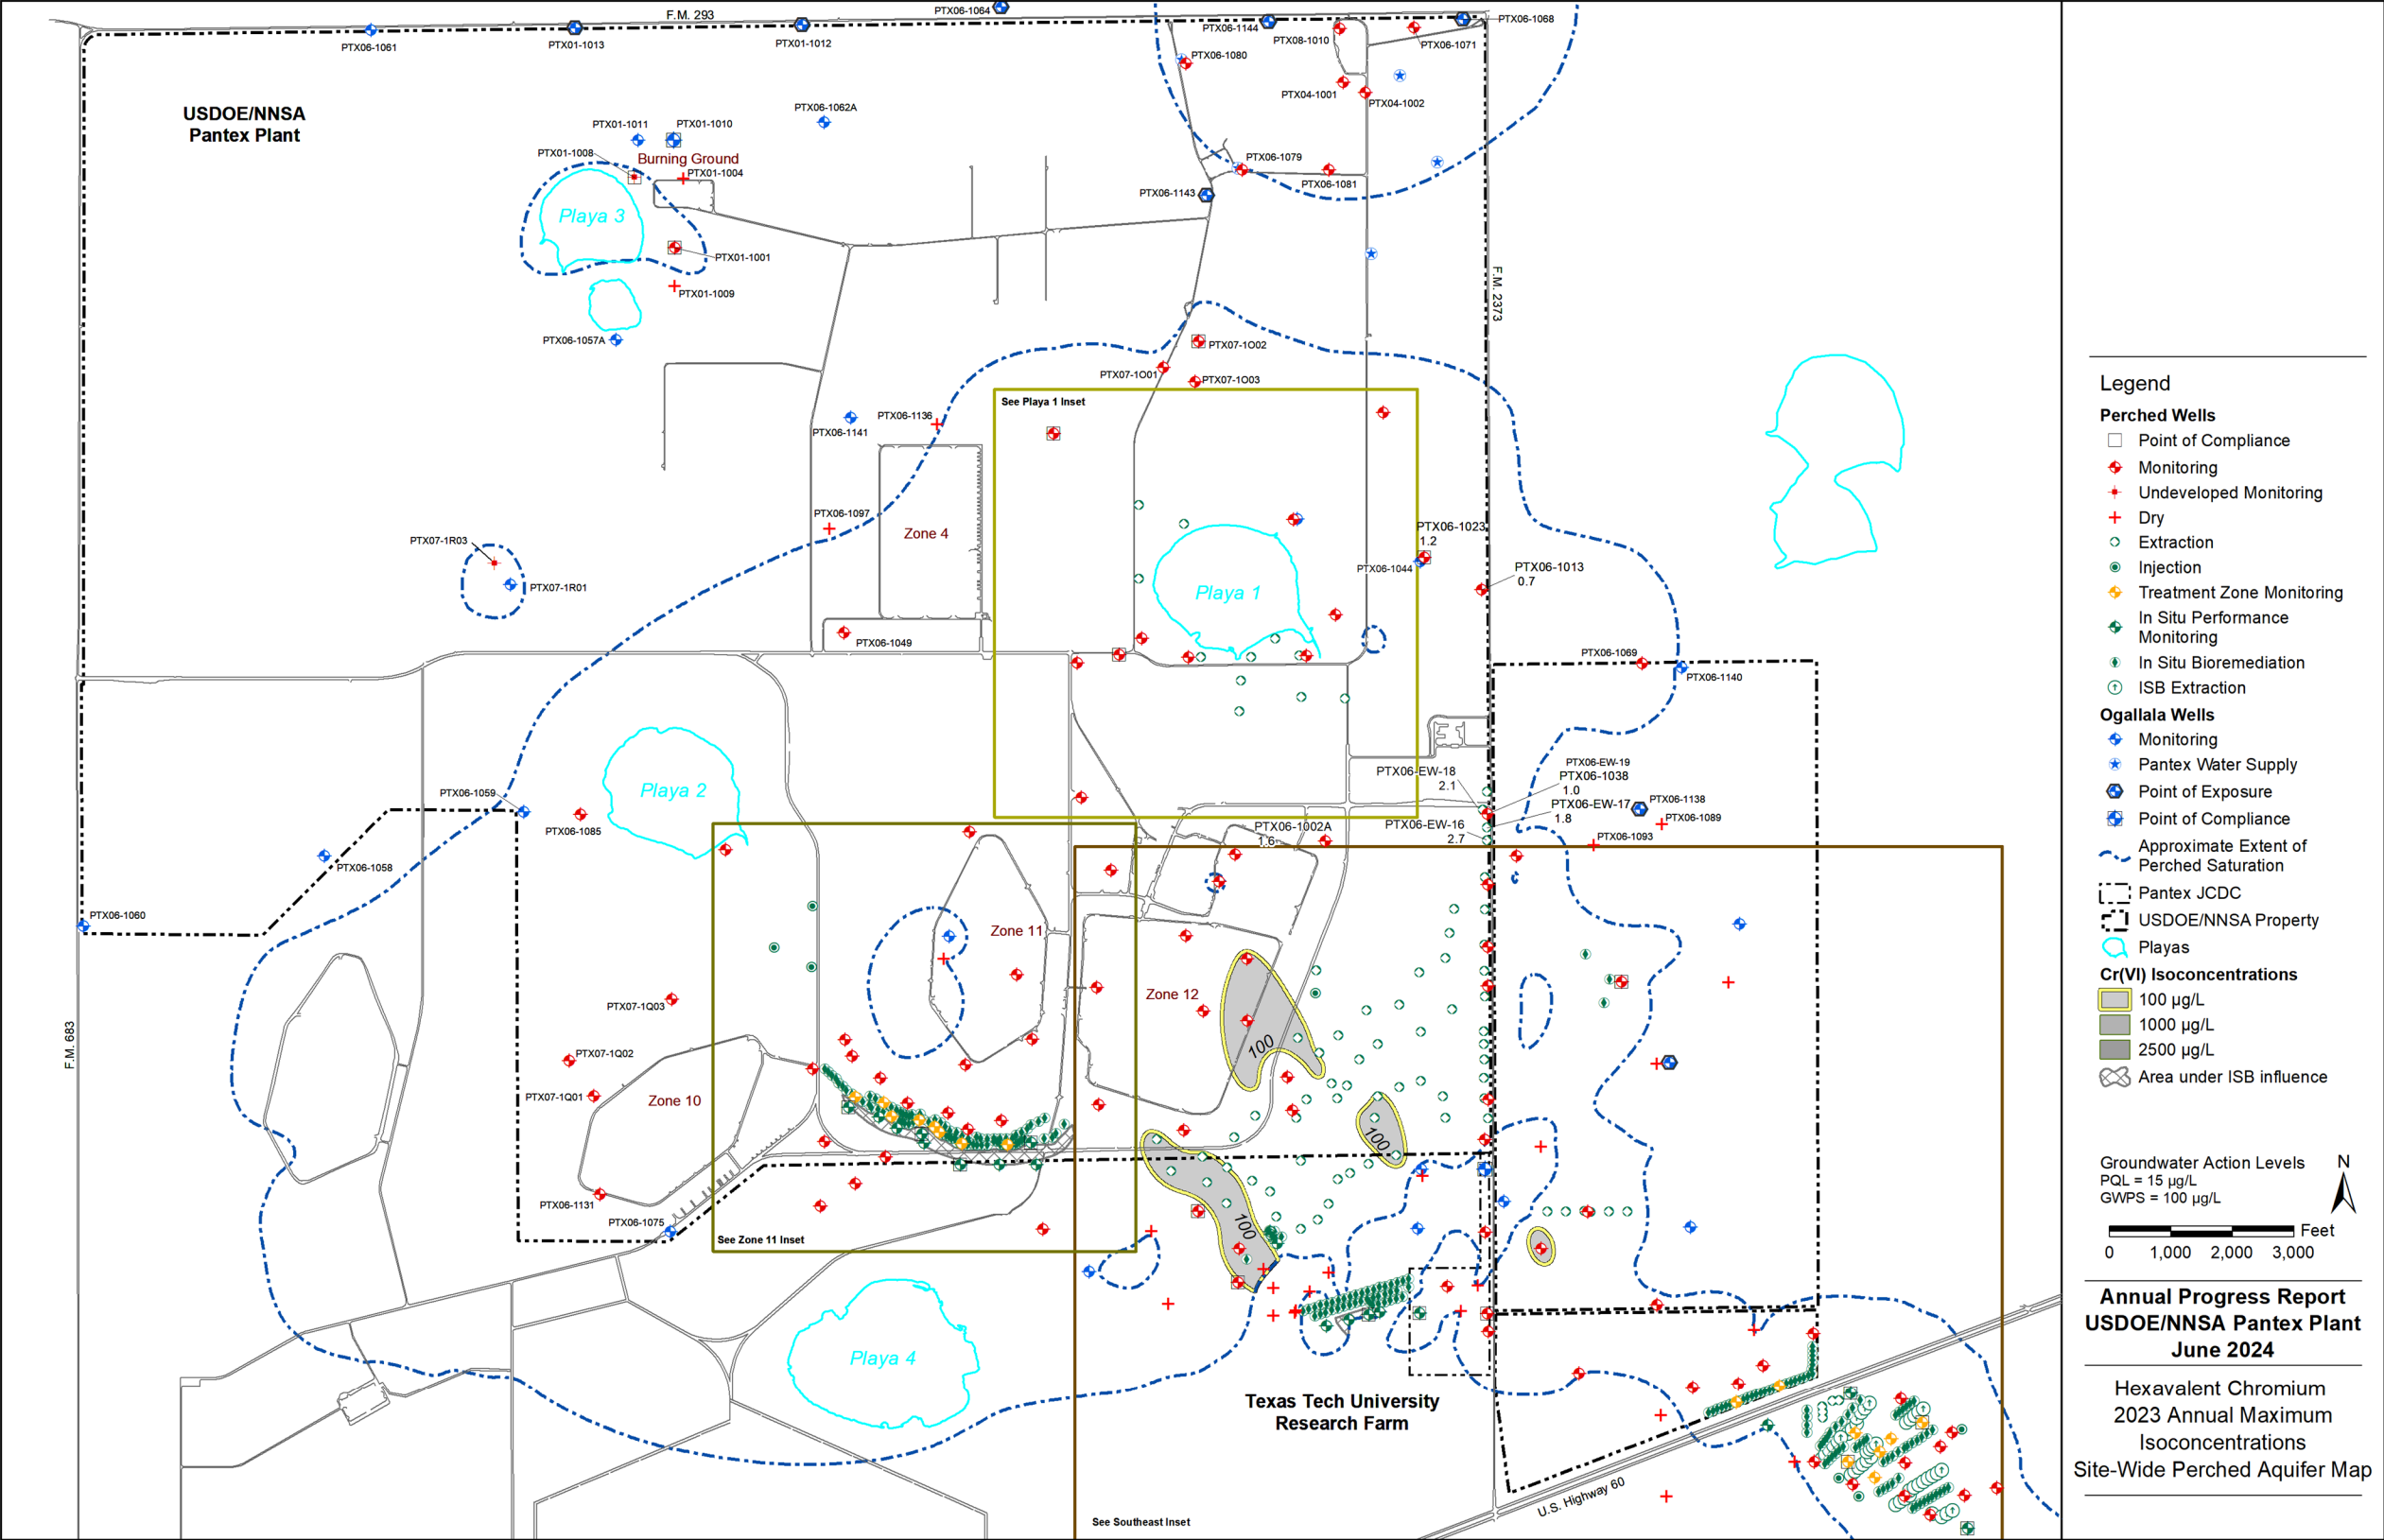 F.M. 293
PTX06-1064
PTX06-1061
PTX01-1013
PTX01-1012
PTX06-1144
PTX08-1010
PTX06-1068
PTX06-1071
PTX06-1080
PTX04-1001
PTX04-1002
USDOE/NNSA
Pantex Plant
PTX06-1062A
PTX01-1011
PTX01-1010
PTX01-1008
Burning Ground
PTX01-1004
PTX06-1079
PTX06-1081
PTX06-1143
Playa 3
PTX01-1001
PTX01-1009
PTX06-1057A
F.M. 2373
PTX07-1O02
PTX07-1O01
PTX07-1O03
See Playa 1 Inset
PTX06-1136
PTX06-1141
PTX06-1097
Zone 4
PTX07-1R03
PTX07-1R01
PTX06-1023
1.2
PTX06-1044
PTX06-1013
0.7
Playa 1
PTX06-1049
PTX06-1069
PTX06-1140
Playa 2
PTX06-1059
PTX06-1085
PTX06-1058
PTX06-1060
PTX06-EW-18
2.1
PTX06-EW-19
PTX06-1038
1.0
PTX06-EW-17
1.8
PTX06-1138
PTX06-1089
PTX06-1002A
1.6
PTX06-EW-16
2.7
PTX06-1093
Zone 11
Zone 12
PTX07-1Q03
F.M. 683
PTX07-1Q02
PTX07-1Q01
Zone 10
100
100
100
PTX06-1131
PTX06-1075
See Zone 11 Inset
Playa 4
Texas Tech University
Research Farm
U.S. Highway 60
See Southeast Inset
Legend
Perched Wells
Point of Compliance
Monitoring
Undeveloped Monitoring
Dry
Extraction
Injection
Treatment Zone Monitoring
In Situ Performance
Monitoring
In Situ Bioremediation
ISB Extraction
Ogallala Wells
Monitoring
Pantex Water Supply
Point of Exposure
Point of Compliance
Approximate Extent of
Perched Saturation
Pantex JCDC
USDOE/NNSA Property
Playas
Cr(VI) Isoconcentrations
100 µg/L
1000 µg/L
2500 µg/L
Area under ISB influence
Groundwater Action Levels
PQL = 15 µg/L
GWPS = 100 µg/L
N
Feet
0 1,000 2,000 3,000
Annual Progress Report
USDOE/NNSA Pantex Plant
June 2024
Hexavalent Chromium
2023 Annual Maximum
Isoconcentrations
Site-Wide Perched Aquifer Map